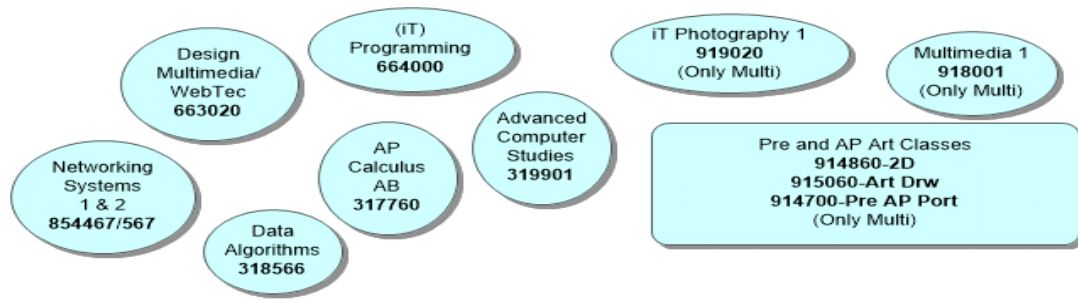 Design
Multimedia/
WebTec
663020
(iT)
Programming
664000
iT Photography 1
919020
(Only Multi)
Multimedia 1
918001
(Only Multi)
Networking
Systems
1 & 2
854467/567
Data
Algorithms
318566
AP
Calculus
AB
317760
Advanced
Computer
Studies
319901
Pre and AP Art Classes
914860-2D
915060-Art Drw
914700-Pre AP Port
(Only Multi)